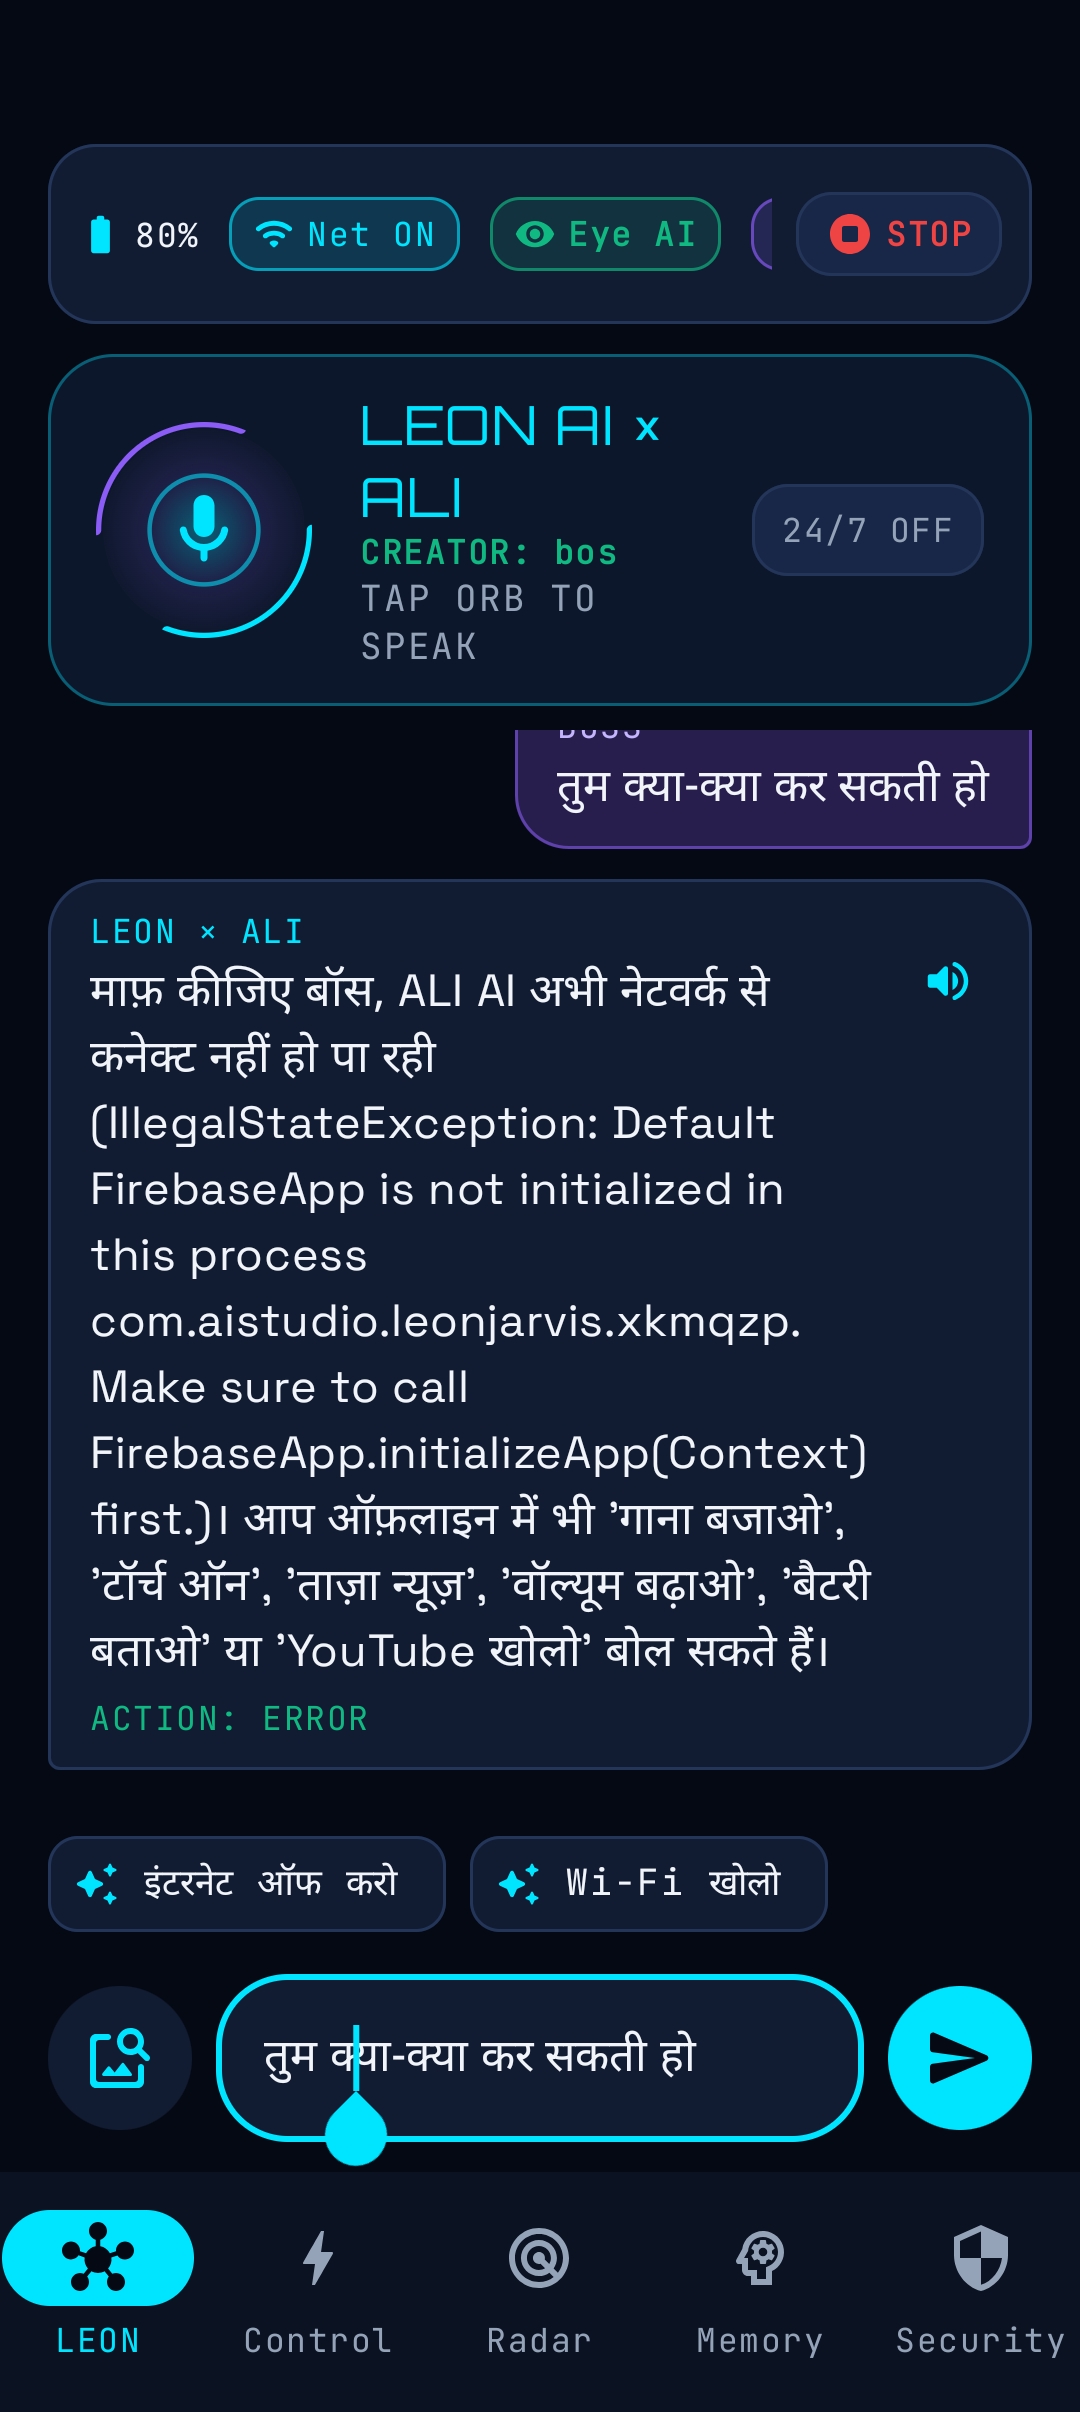 80%
Net ON
Eye AI
STOP
LEON AI x
ALI
CREATOR: bos
TAP ORB TO
SPEAK
24/7 OFF
तुम क्या-क्या कर सकती हो
LEON × ALI
माफ़ कीजिए बॉस, ALI AI अभी नेटवर्क से
कनेक्ट नहीं हो पा रही
(IllegalStateException: Default
FirebaseApp is not initialized in
this process
com.aistudio.leonjarvis.xkmqzp.
Make sure to call
FirebaseApp.initializeApp(Context)
first.)। आप ऑफ़लाइन में भी 'गाना बजाओ',
'टॉर्च ऑन', 'ताज़ा न्यूज़', 'वॉल्यूम बढ़ाओ', 'बैटरी
बताओ' या 'YouTube खोलो' बोल सकते हैं।
ACTION: ERROR
इंटरनेट ऑफ करो
Wi-Fi खोलो
तुम क्या-क्या कर सकती हो
LEON
Control
Radar
Memory
Security